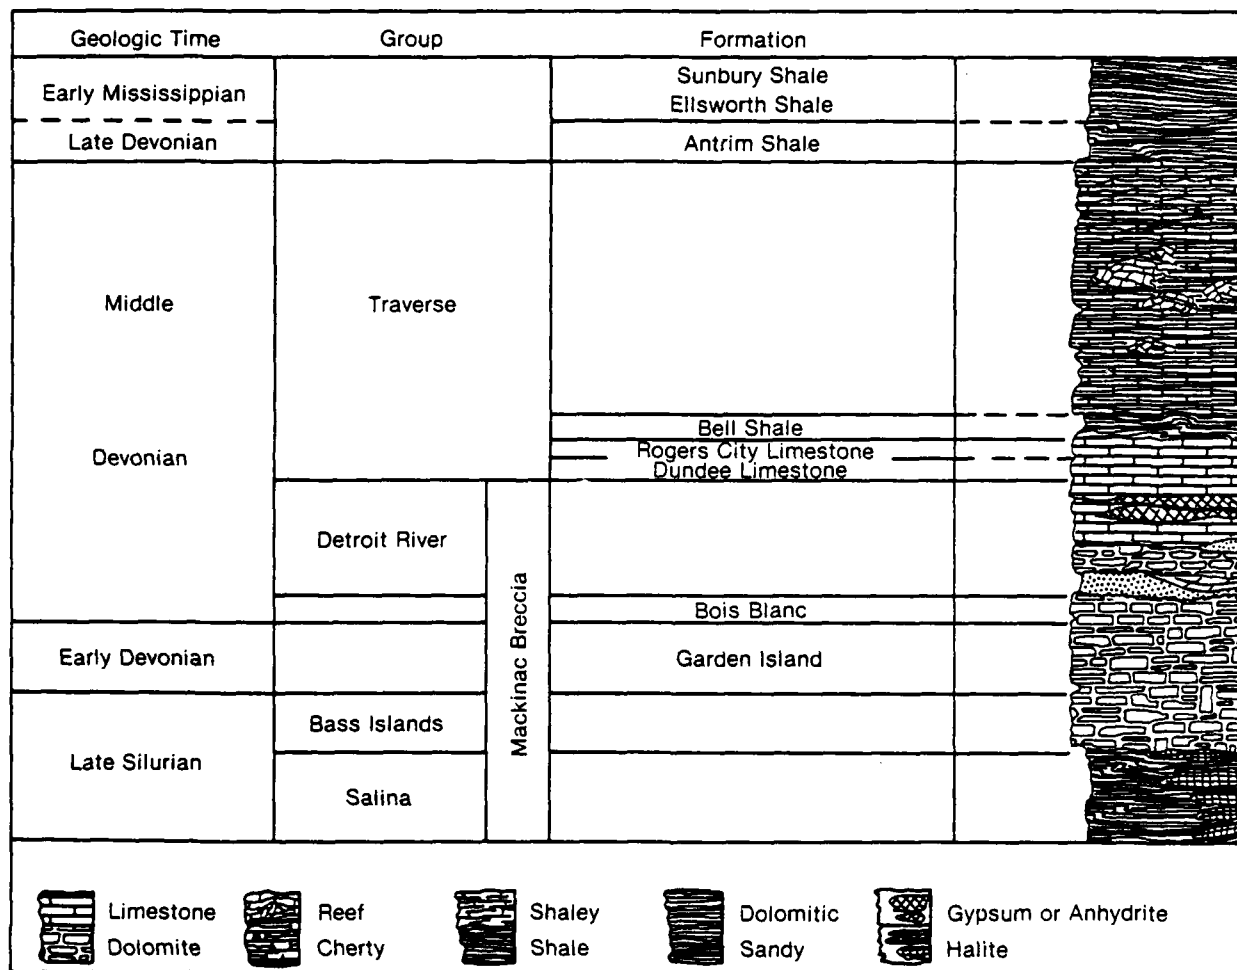 Geologic Time Group Formation
Sunbury Shale
Early Mississippian
Ellsworth Shale
Late Devonian Antrim Shale
Middle Traverse
Bell Shale
Devonian
Rogers City Limestone
Dundee Limestone
Detroit River
Mackinac Breccia
Bois Blanc
Early Devonian Garden Island
Bass Islands
Late Silurian
Salina
Limestone Reef Shaley Dolomitic Gypsum or Anhydrite
Dolomite Cherty Shale Sandy Halite